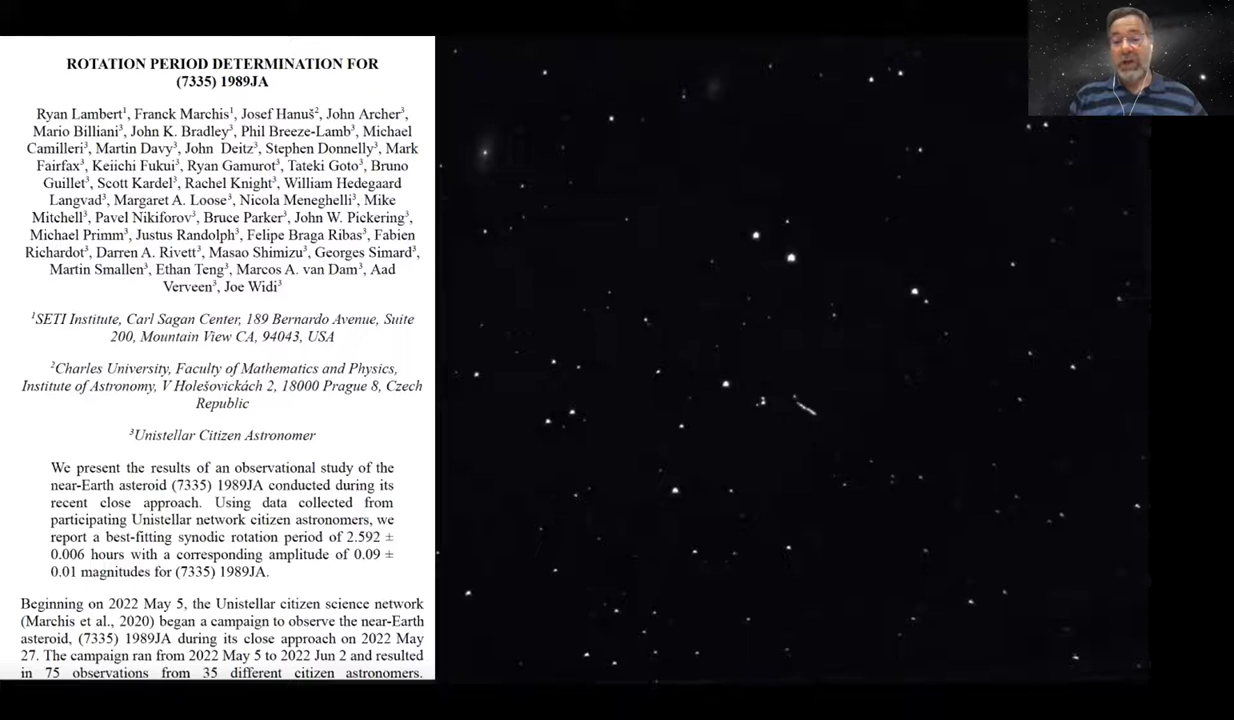 ROTATION PERIOD DETERMINATION FOR
(7335) 1989JA
Ryan Lambert¹, Franck Marchis¹, Josef Hanuš², John Archer³,
Mario Billiani³, John K. Bradley³, Phil Breeze-Lamb³, Michael
Camilleri³, Martin Davy³, John Deitz³, Stephen Donnelly³, Mark
Fairfax³, Keiichi Fukui³, Ryan Gamurot³, Tateki Goto³, Bruno
Guillet³, Scott Kardel³, Rachel Knight³, William Hedegaard
Langvad³, Margaret A. Loose³, Nicola Meneghelli³, Mike
Mitchell³, Pavel Nikiforov³, Bruce Parker³, John W. Pickering³,
Michael Primm³, Justus Randolph³, Felipe Braga Ribas³, Fabien
Richardot³, Darren A. Rivett³, Masao Shimizu³, Georges Simard³,
Martin Smallen³, Ethan Teng³, Marcos A. van Dam³, Aad
Verveen³, Joe Widi³
¹SETI Institute, Carl Sagan Center, 189 Bernardo Avenue, Suite
200, Mountain View CA, 94043, USA
²Charles University, Faculty of Mathematics and Physics,
Institute of Astronomy, V Holešovickách 2, 18000 Prague 8, Czech
Republic
³Unistellar Citizen Astronomer
We present the results of an observational study of the
near-Earth asteroid (7335) 1989JA conducted during its
recent close approach. Using data collected from
participating Unistellar network citizen astronomers, we
report a best-fitting synodic rotation period of 2.592 ±
0.006 hours with a corresponding amplitude of 0.09 ±
0.01 magnitudes for (7335) 1989JA.
Beginning on 2022 May 5, the Unistellar citizen science network
(Marchis et al., 2020) began a campaign to observe the near-Earth
asteroid, (7335) 1989JA during its close approach on 2022 May
27. The campaign ran from 2022 May 5 to 2022 Jun 2 and resulted
in 75 observations from 35 different citizen astronomers.